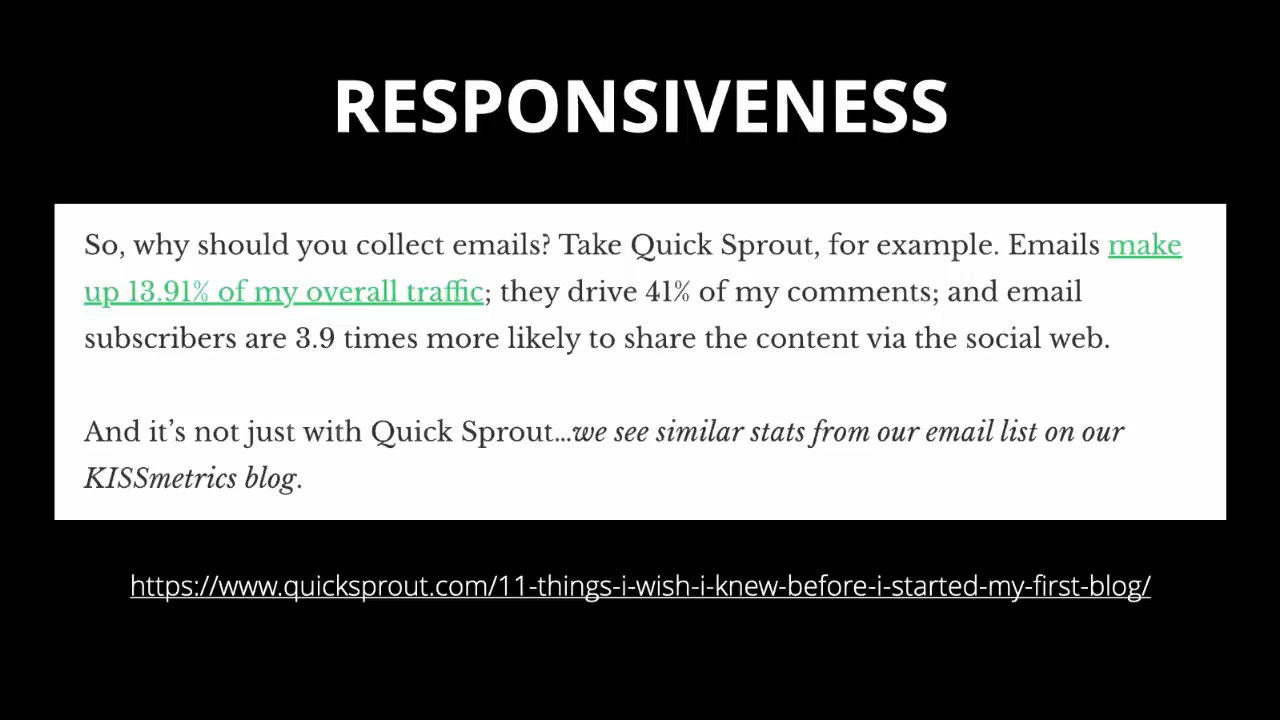 RESPONSIVENESS
So, why should you collect emails? Take Quick Sprout, for example. Emails make
up 13.91% of my overall traffic; they drive 41% of my comments; and email
subscribers are 3.9 times more likely to share the content via the social web.
And it’s not just with Quick Sprout…we see similar stats from our email list on our
KISSmetrics blog.
https://www.quicksprout.com/11-things-i-wish-i-knew-before-i-started-my-first-blog/